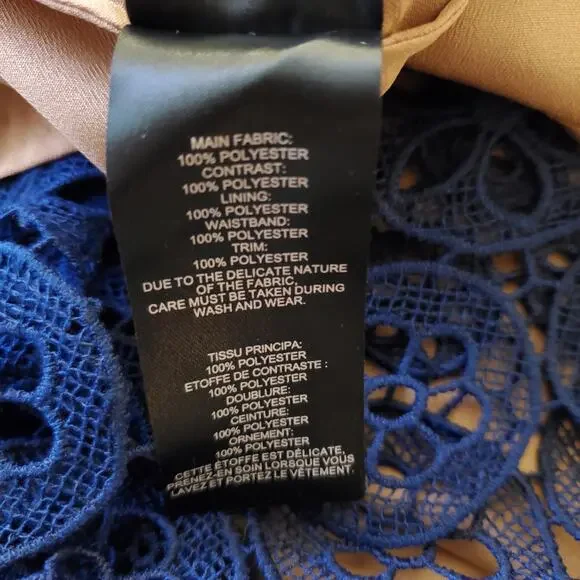 MAIN FABRIC:
100% POLYESTER
CONTRAST:
100% POLYESTER
LINING:
100% POLYESTER
WAISTBAND:
100% POLYESTER
TRIM:
100% POLYESTER
DUE TO THE DELICATE NATURE
OF THE FABRIC,
CARE MUST BE TAKEN DURING
WASH AND WEAR.
TISSU PRINCIPA:
100% POLYESTER
ETOFFE DE CONTRASTE :
100% POLYESTER
DOUBLURE:
100% POLYESTER
CEINTURE:
100% POLYESTER
ORNEMENT:
100% POLYESTER
CETTE ÉTOFFE EST DÉLICATE,
PRENEZ-EN SOIN LORSQUE VOUS
LAVEZ ET PORTEZ LE VÊTEMENT.